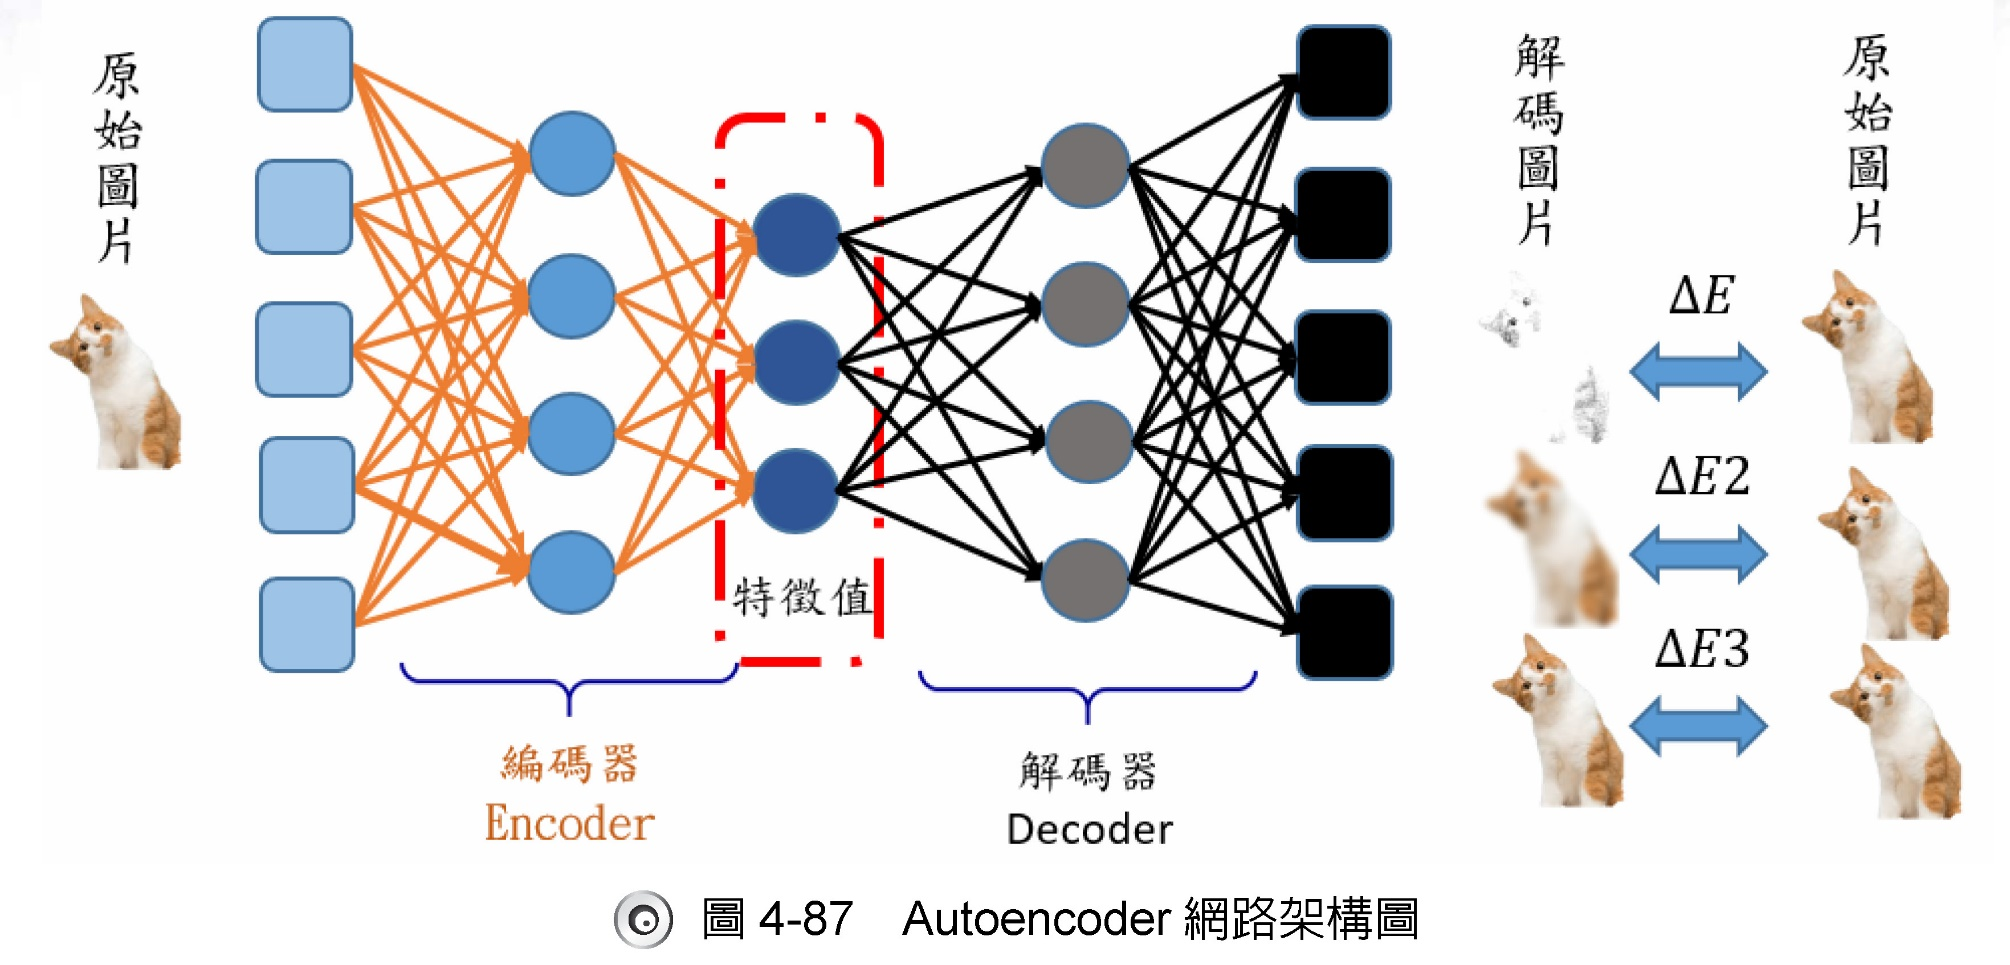 原始圖片
特徵值
編碼器
Encoder
解碼器
Decoder
解碼圖片
原始圖片
ΔE
ΔE2
ΔE3
圖 4-87 Autoencoder 網路架構圖